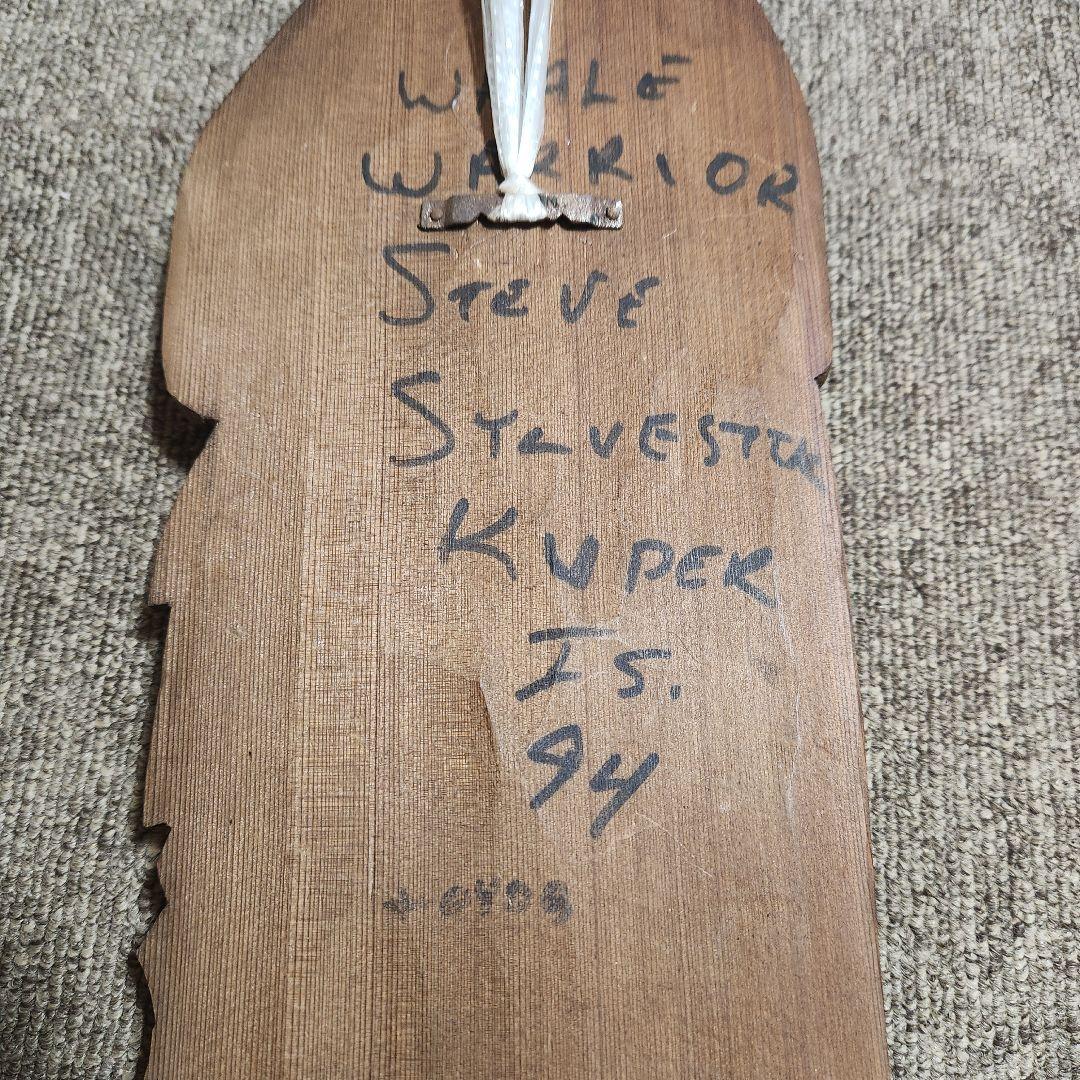 WHALE
WARRIOR
STEVE
SYLVESTER
KUPER
IS.
94